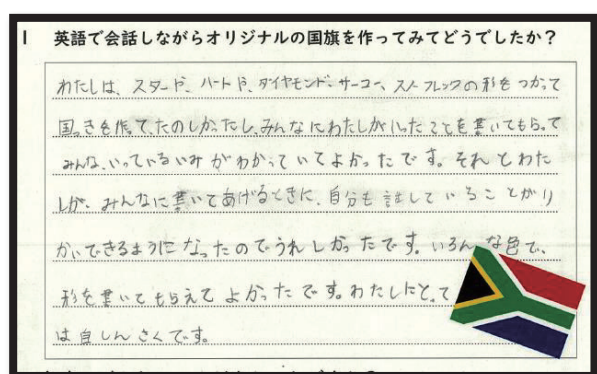 1 英語で会話しながらオリジナルの国旗を作ってみてどうでしたか？
わたしは、スタード、ハートド、ダイヤモンド、サーコー、スノーフレックの形をつかって
国っきを作って、たのしかったし、みんなにわたしがいったことを書いてもらって
みんな、いっているいみがわかっていてよかったです。それとわた
しが、みんなに書いてあげるときに、自分も話していることがり
かいできるようになったのでうれしかったです。いろんな色で、
形を書いてもらえてよかったです。わたしにとって
は自しんさくです。